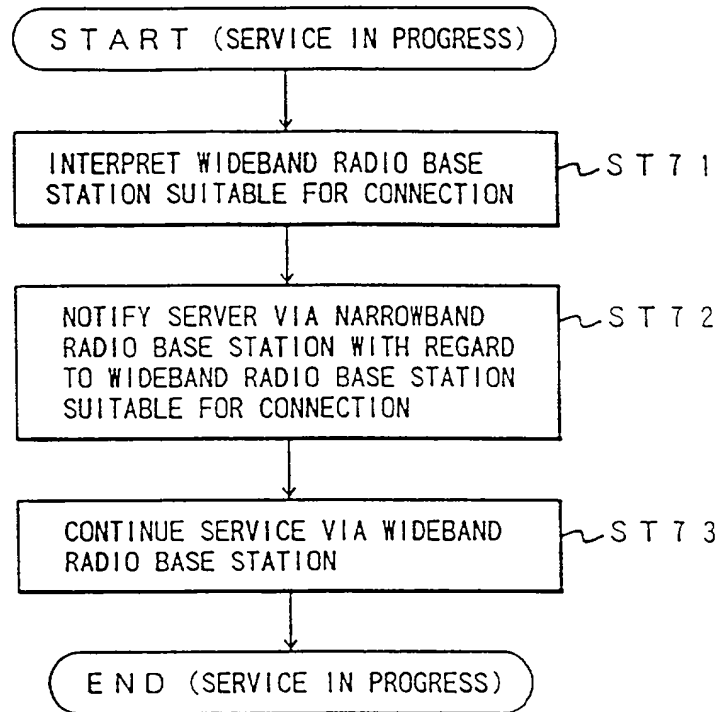 START (SERVICE IN PROGRESS)
INTERPRET WIDEBAND RADIO BASE
STATION SUITABLE FOR CONNECTION
ST71
NOTIFY SERVER VIA NARROWBAND
RADIO BASE STATION WITH REGARD
TO WIDEBAND RADIO BASE STATION
SUITABLE FOR CONNECTION
ST72
CONTINUE SERVICE VIA WIDEBAND
RADIO BASE STATION
ST73
END (SERVICE IN PROGRESS)